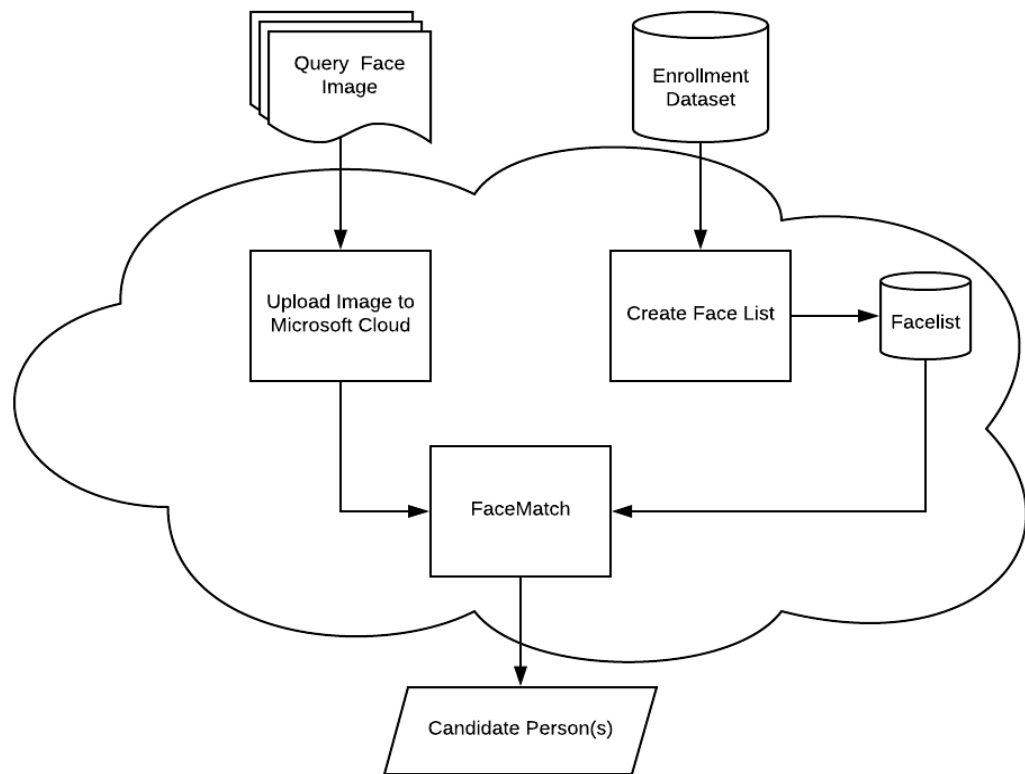 Query Face
Image
Enrollment
Dataset
Upload Image to
Microsoft Cloud
Create Face List
Facelist
FaceMatch
Candidate Person(s)